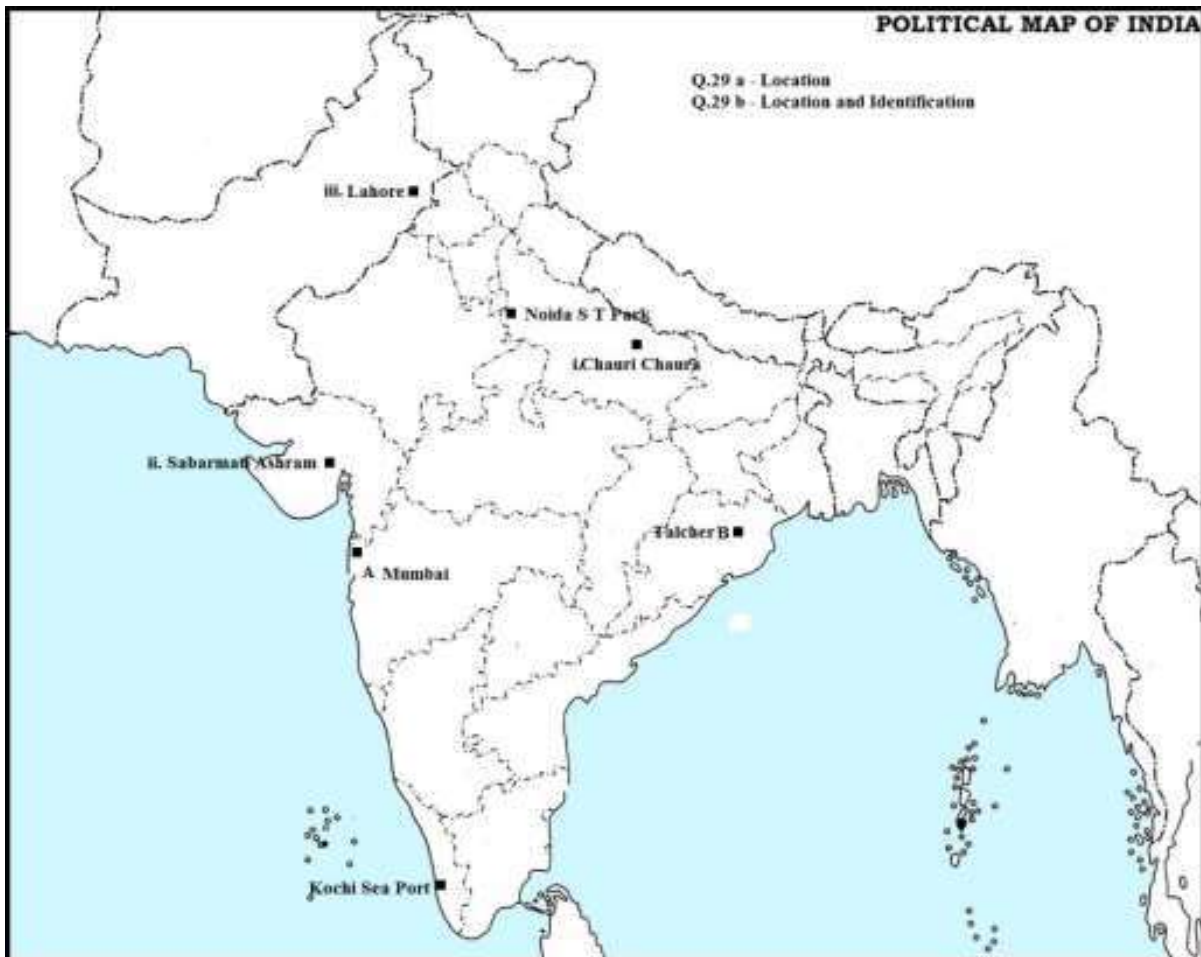 POLITICAL MAP OF INDIA
Q.29 a - Location
Q.29 b - Location and Identification
iii. Lahore
Noida S T Park
i.Chauri Chaura
ii. Sabarmati Ashram
Talcher B
A Mumbai
Kochi Sea Port